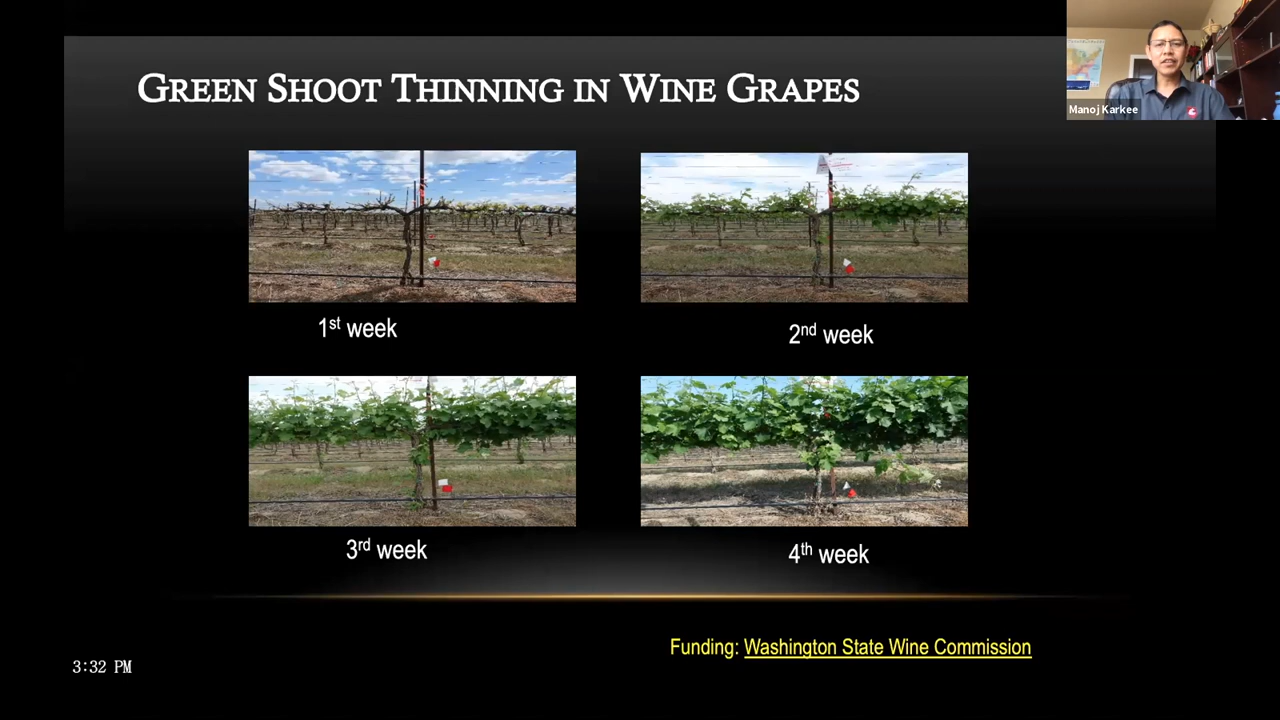 GREEN SHOOT THINNING IN WINE GRAPES
Manoj Karkee
1st week
2nd week
3rd week
4th week
Funding: Washington State Wine Commission
3:32 PM